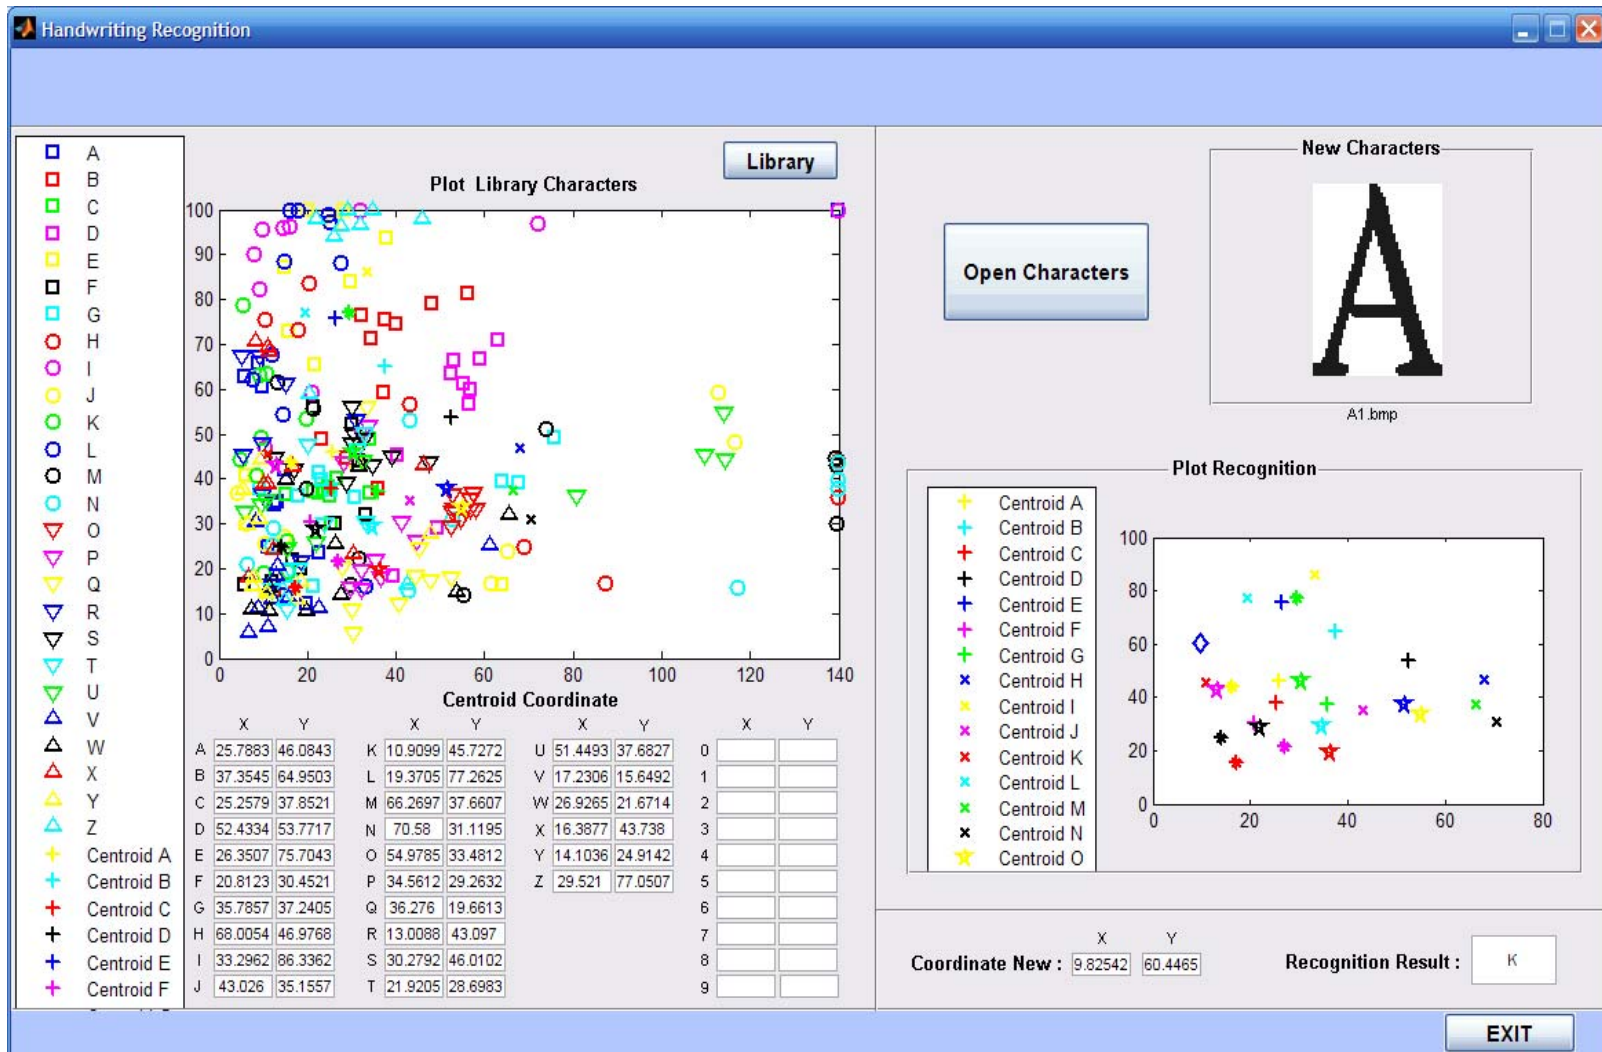 Handwriting Recognition
A
B
C
D
E
F
G
H
I
J
K
L
M
N
O
P
Q
R
S
T
U
V
W
X
Y
Z
Centroid A
Centroid B
Centroid C
Centroid D
Centroid E
Centroid F
Library
Plot Library Characters
100
90
80
70
60
50
40
30
20
10
0
0 20 40 60 80 100 120 140
Centroid Coordinate
X Y X Y X Y X Y
A 25.7883 46.0843 K 10.9099 45.7272 U 51.4493 37.6827 0
B 37.3545 64.9503 L 19.3705 77.2625 V 17.2306 15.6492 1
C 25.2579 37.8521 M 66.2697 37.6607 W 26.9265 21.6714 2
D 52.4334 53.7717 N 70.58 31.1195 X 16.3877 43.738 3
E 26.3507 75.7043 O 54.9785 33.4812 Y 14.1036 24.9142 4
F 20.8123 30.4521 P 34.5612 29.2632 Z 29.521 77.0507 5
G 35.7857 37.2405 Q 36.276 19.6613 6
H 68.0054 46.9768 R 13.0088 43.097 7
I 33.2962 86.3362 S 30.2792 46.0102 8
J 43.026 35.1557 T 21.9205 28.6983 9
Open Characters
New Characters
A
A1.bmp
Plot Recognition
Centroid A
Centroid B
Centroid C
Centroid D
Centroid E
Centroid F
Centroid G
Centroid H
Centroid I
Centroid J
Centroid K
Centroid L
Centroid M
Centroid N
Centroid O
100
80
60
40
20
0
0 20 40 60 80
X Y
Coordinate New : 9.82542 60.4465
Recognition Result : K
EXIT